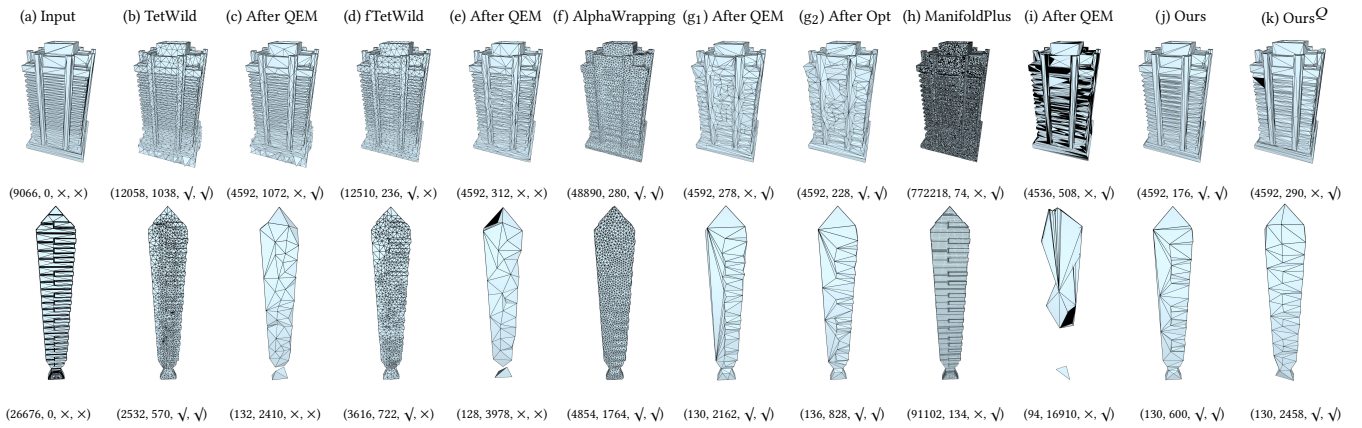 (a) Input (b) TetWild (c) After QEM (d) fTetWild (e) After QEM (f) AlphaWrapping (g₁) After QEM (g₂) After Opt (h) ManifoldPlus (i) After QEM (j) Ours (k) Ours^Q
(9066, 0, ×, ×) (12058, 1038, √, √) (4592, 1072, ×, √) (12510, 236, √, ×) (4592, 312, ×, ×) (48890, 280, √, √) (4592, 278, ×, √) (4592, 228, √, √) (772218, 74, ×, √) (4536, 508, ×, √) (4592, 176, √, √) (4592, 290, ×, √)
(26676, 0, ×, ×) (2532, 570, √, √) (132, 2410, ×, ×) (3616, 722, √, ×) (128, 3978, ×, ×) (4854, 1764, √, √) (130, 2162, √, √) (136, 828, √, √) (91102, 134, ×, √) (94, 16910, ×, √) (130, 600, √, √) (130, 2458, √, √)